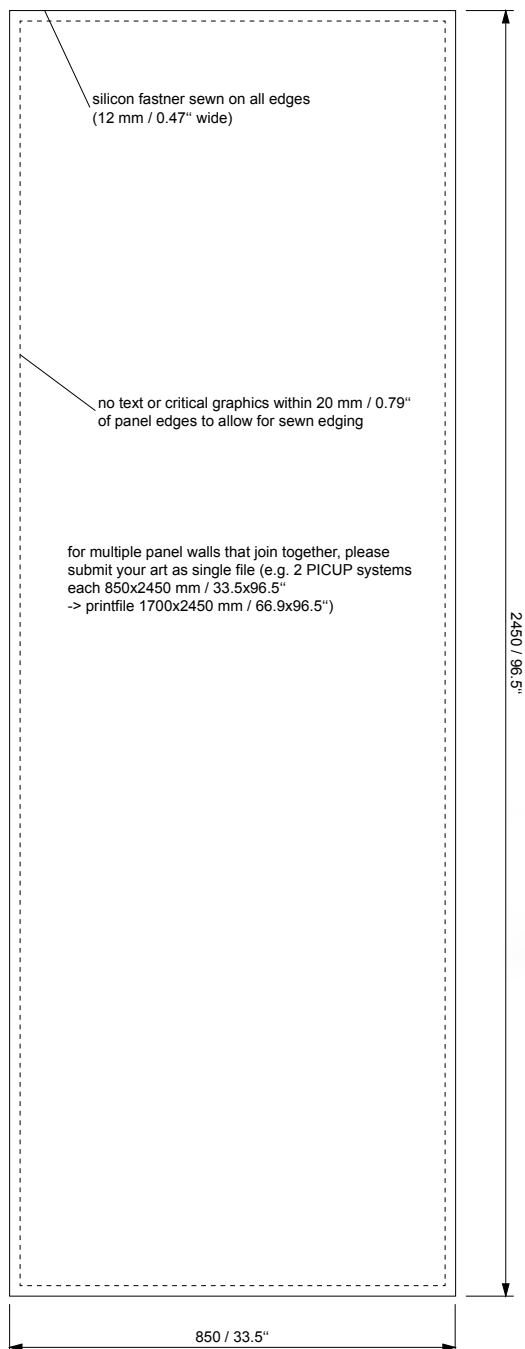 silicon fastner sewn on all edges
(12 mm / 0.47“ wide)
no text or critical graphics within 20 mm / 0.79“
of panel edges to allow for sewn edging
for multiple panel walls that join together, please
submit your art as single file (e.g. 2 PICUP systems
each 850x2450 mm / 33.5x96.5“
-> printfile 1700x2450 mm / 66.9x96.5“)
2450 / 96.5“
850 / 33.5“